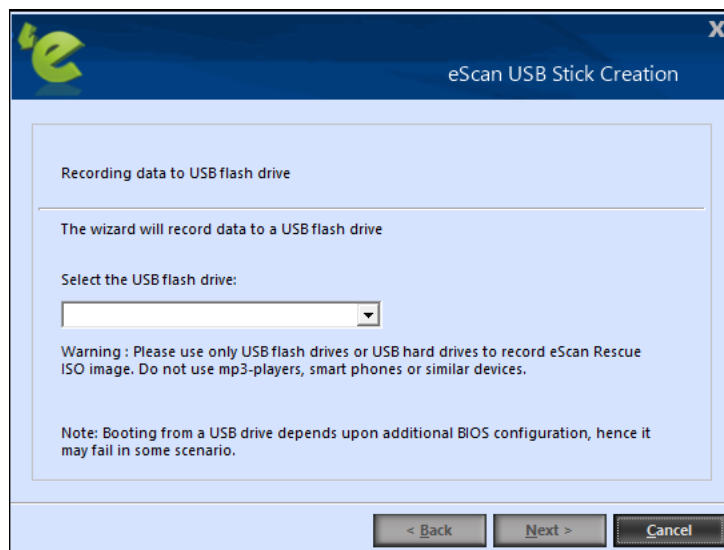 X
eScan USB Stick Creation
Recording data to USB flash drive
The wizard will record data to a USB flash drive
Select the USB flash drive:
Warning : Please use only USB flash drives or USB hard drives to record eScan Rescue
ISO image. Do not use mp3-players, smart phones or similar devices.
Note: Booting from a USB drive depends upon additional BIOS configuration, hence it
may fail in some scenario.
< Back Next > Cancel